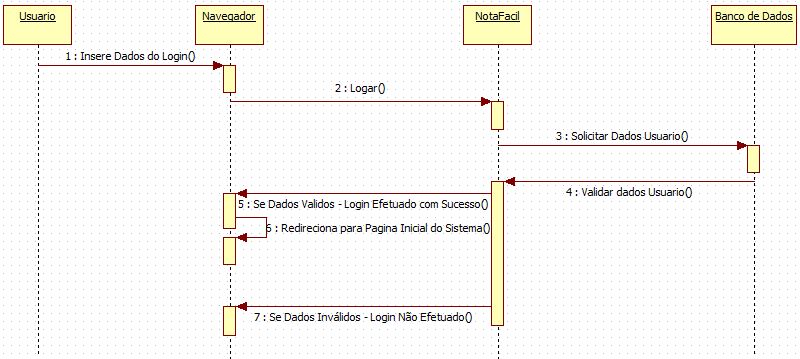 Usuario
Navegador
NotaFacil
Banco de Dados
1 : Insere Dados do Login()
2 : Logar()
3 : Solicitar Dados Usuario()
4 : Validar dados Usuario()
5 : Se Dados Validos - Login Efetuado com Sucesso()
6 : Redireciona para Pagina Inicial do Sistema()
7 : Se Dados Inválidos - Login Não Efetuado()